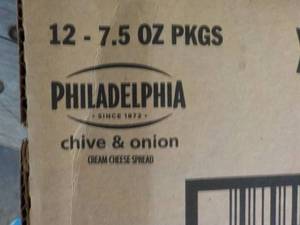 12 - 7.5 OZ PKGS
PHILADELPHIA
• SINCE 1872 •
chive & onion
CREAM CHEESE SPREAD